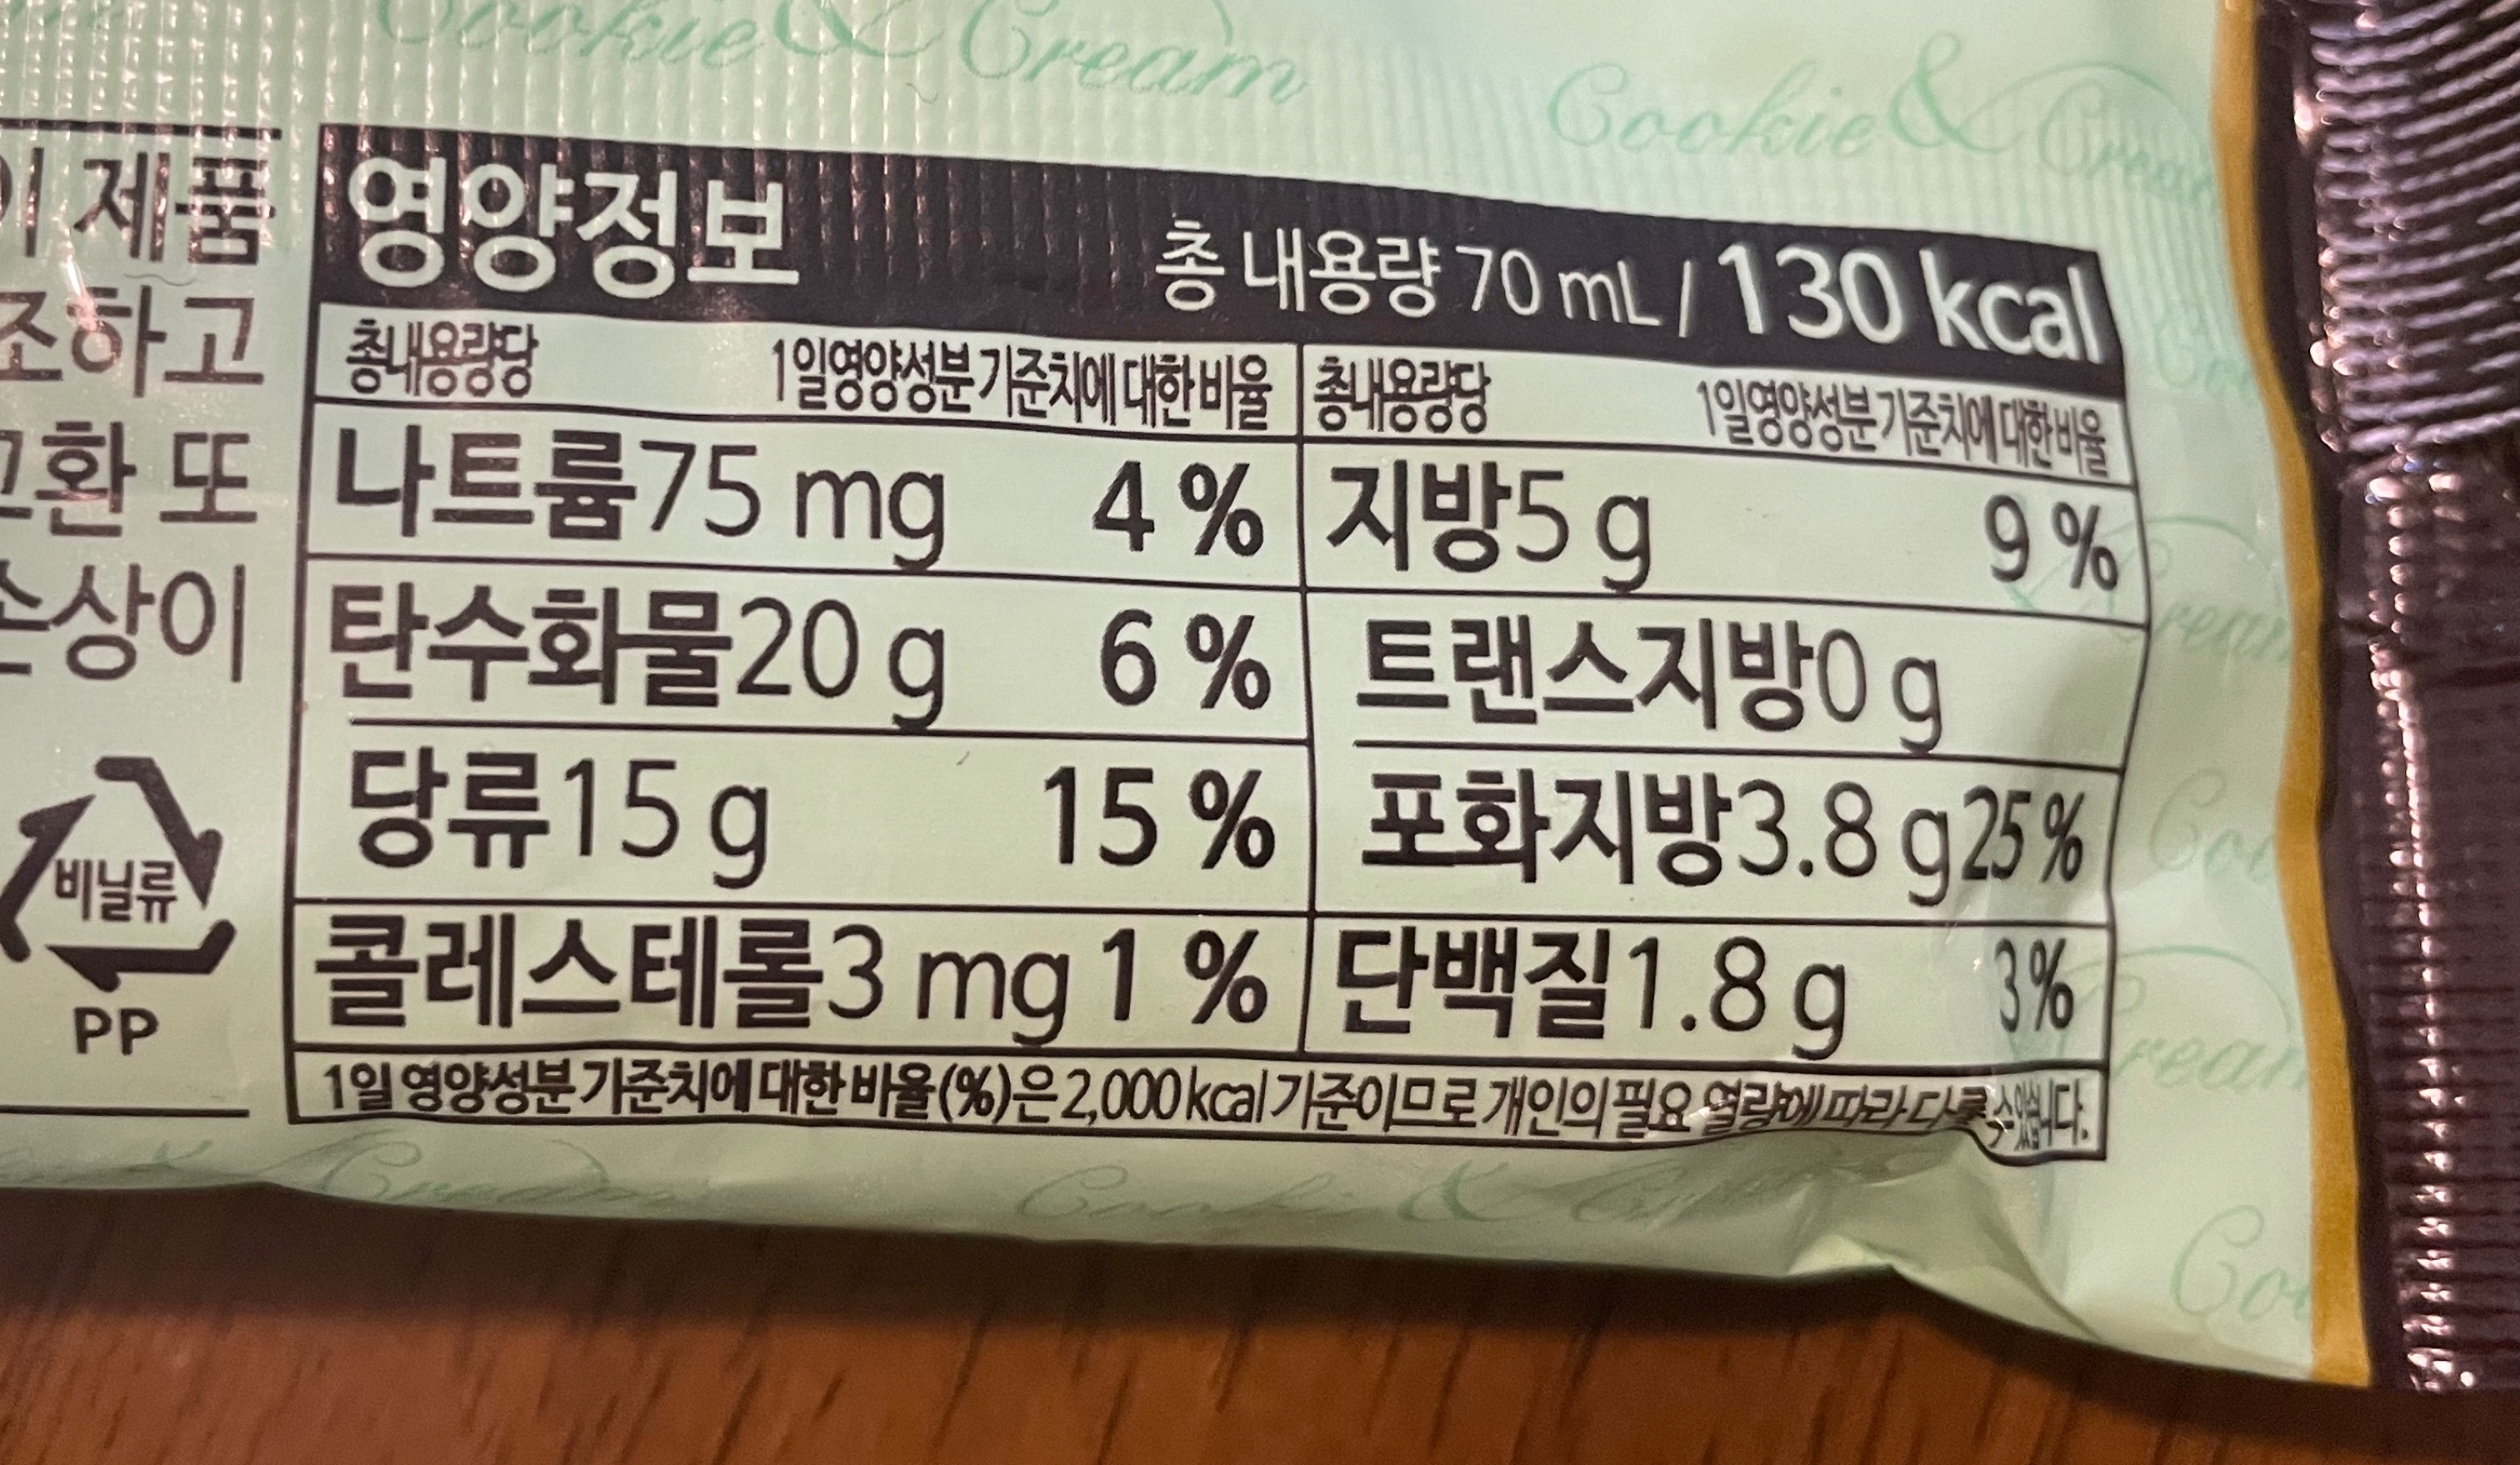 Cookie & Cream
Cookie & Cream
이 제품
조하고
교환 또
손상이
비닐류
PP
영양정보 총 내용량 70 mL / 130 kcal
총내용량당 1일영양성분 기준치에 대한 비율 총내용량당 1일영양성분 기준치에 대한 비율
나트륨75 mg 4 % 지방5 g 9 %
탄수화물20 g 6 % 트랜스지방0 g
당류15 g 15 % 포화지방3.8 g 25 %
콜레스테롤3 mg 1 % 단백질1.8 g 3%
1일 영양성분 기준치에 대한 비율(%)은 2,000 kcal 기준이므로 개인의 필요 열량에 따라 다를 수 있습니다.
Cream
Cookie & Cream